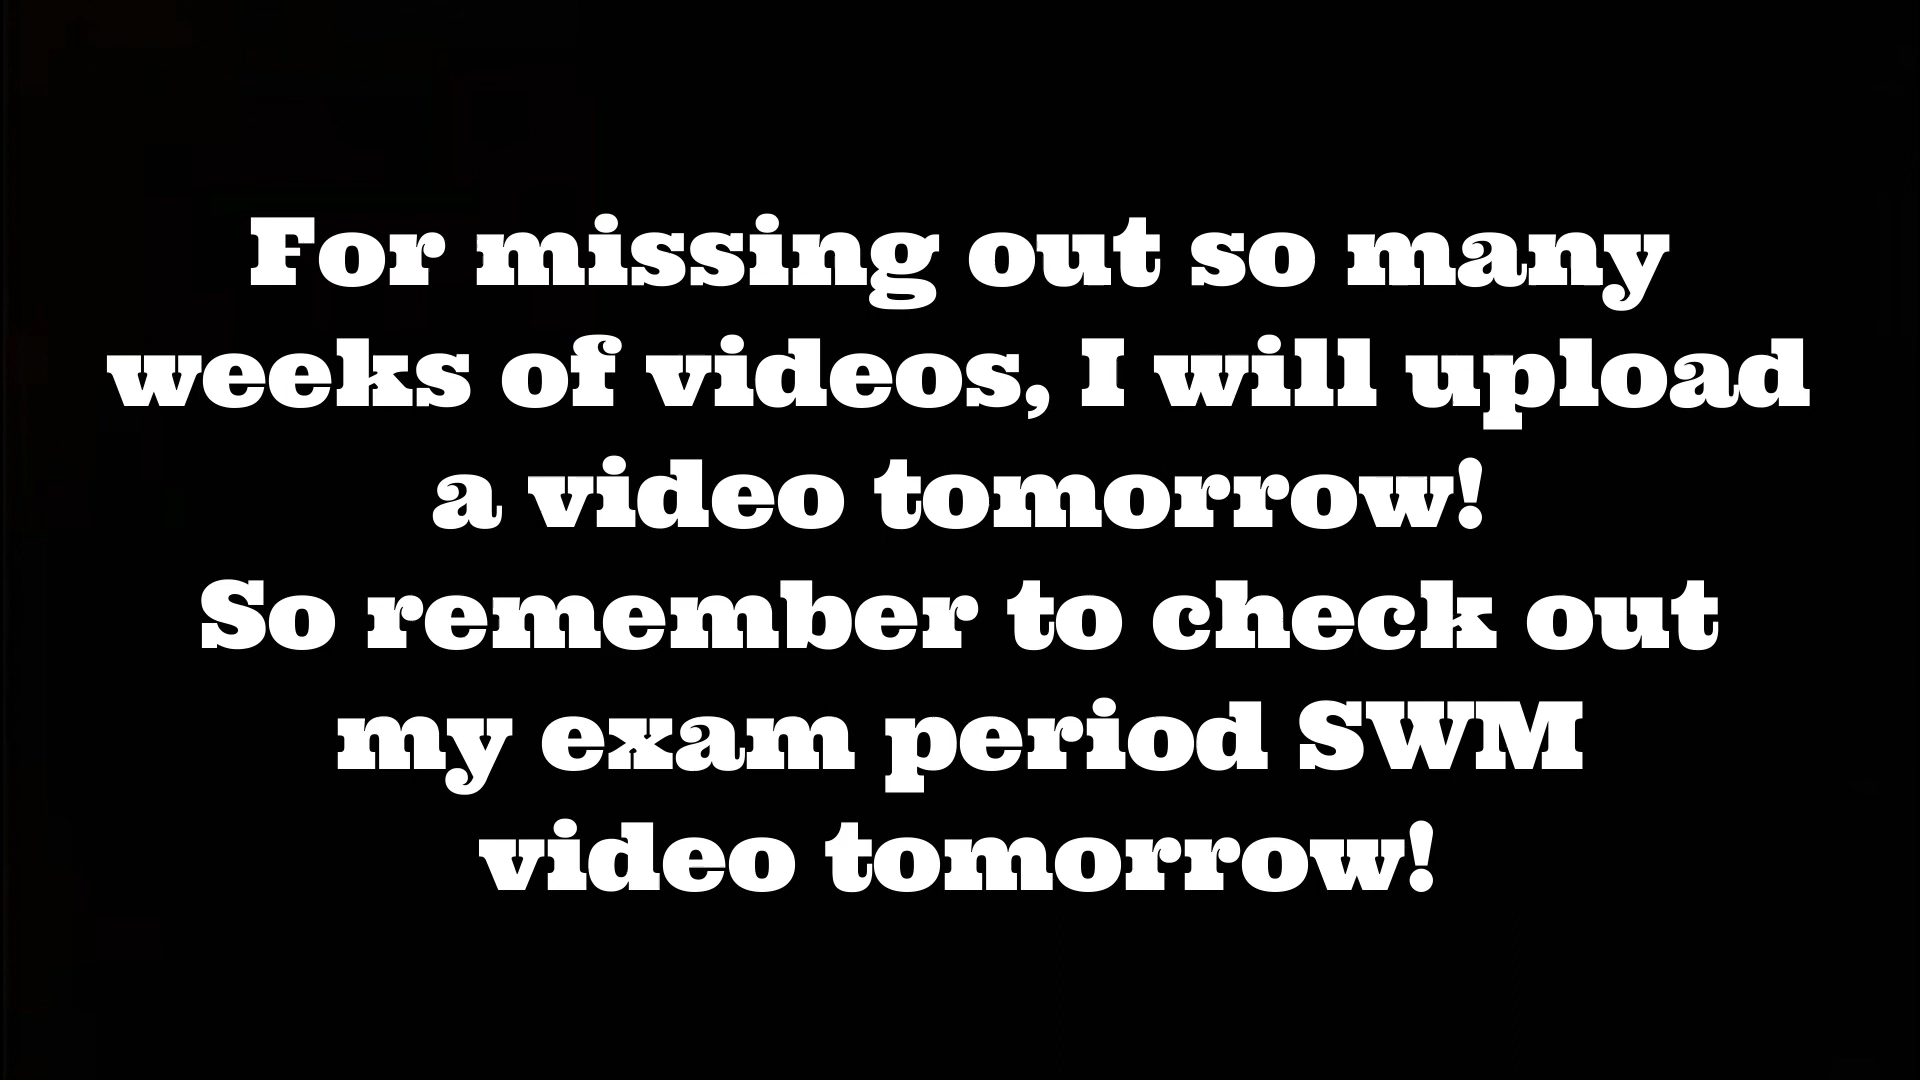 For missing out so many
weeks of videos, I will upload
a video tomorrow!
So remember to check out
my exam period SWM
video tomorrow!